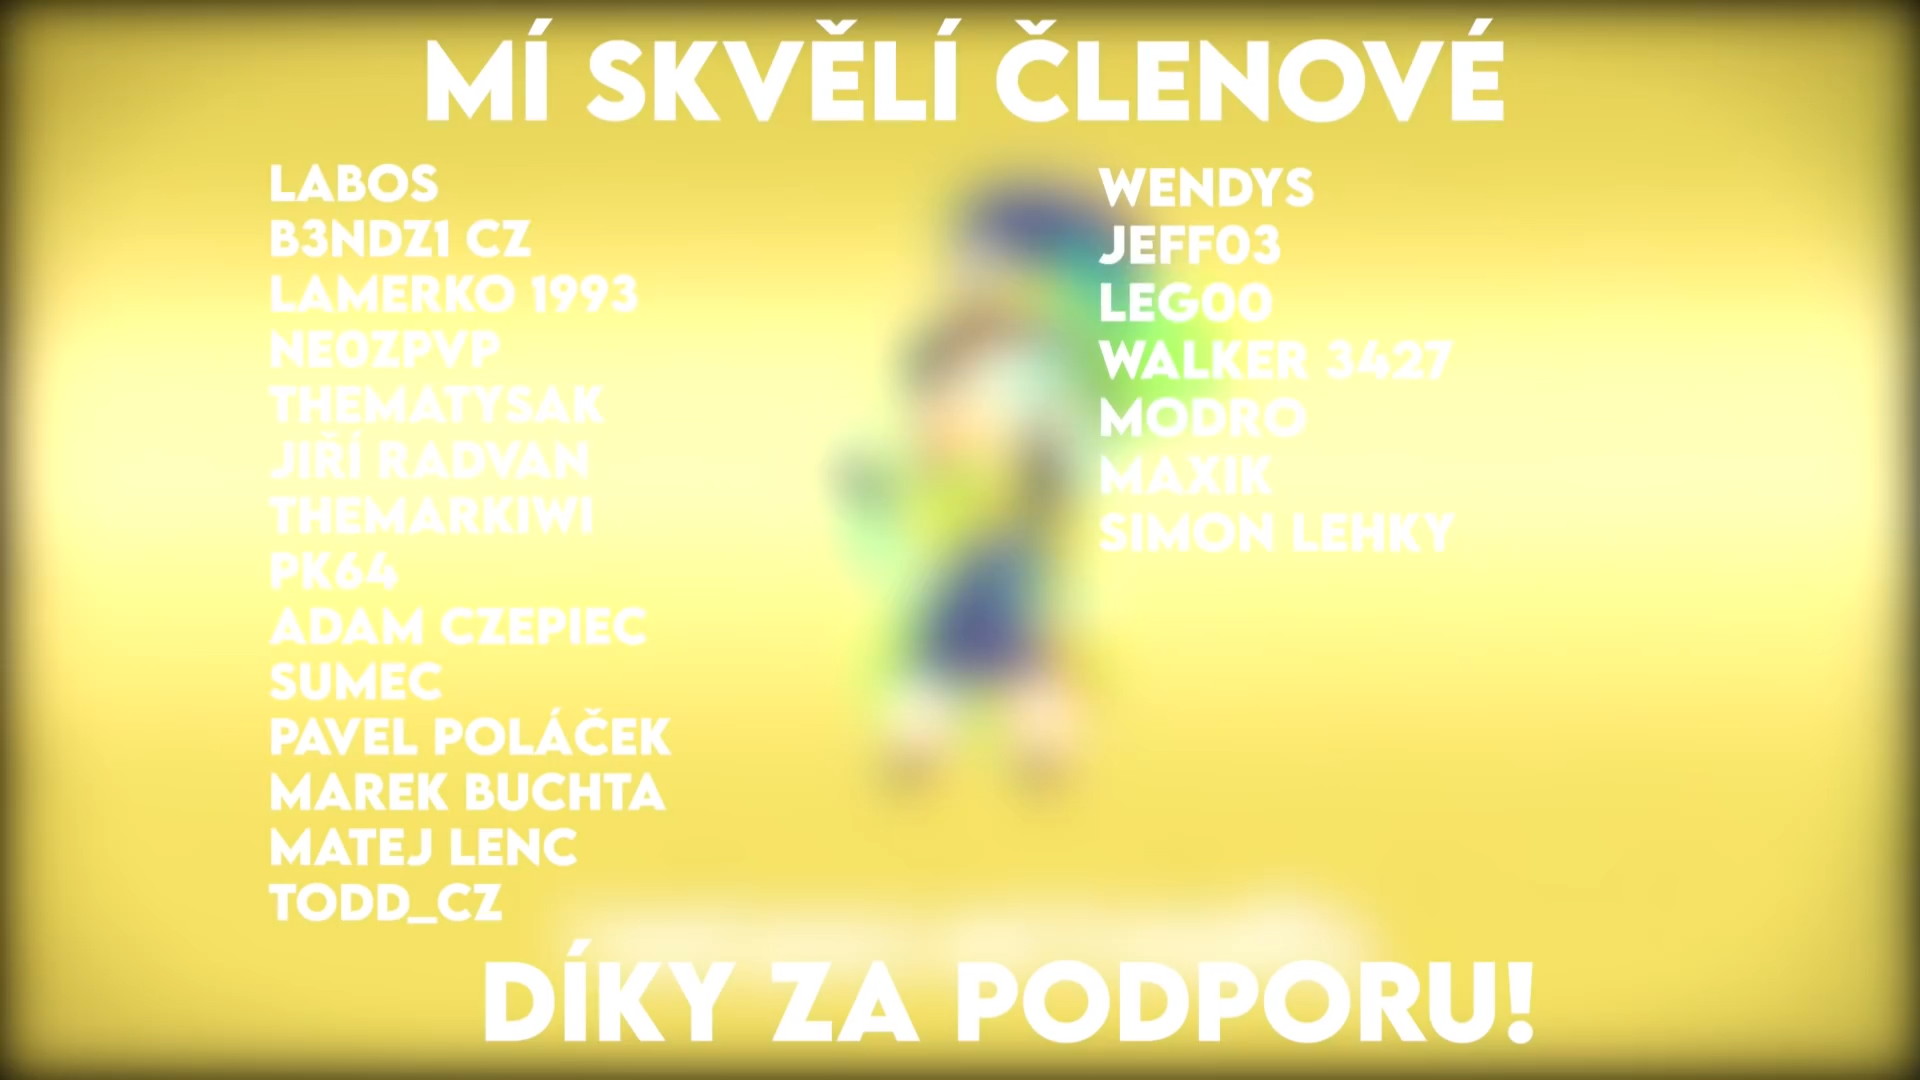 MÍ SKVĚLÍ ČLENOVÉ
LABOS
B3NDZ1 CZ
LAMERKO 1993
NE0ZPVP
THEMATYSAK
JIŘÍ RADVAN
THEMARKIWI
PK64
ADAM CZEPIEC
SUMEC
PAVEL POLÁČEK
MAREK BUCHTA
MATEJ LENC
TODD_CZ
WENDYS
JEFF03
LEG00
WALKER 3427
MODRO
MAXIK
SIMON LEHKY
DÍKY ZA PODPORU!